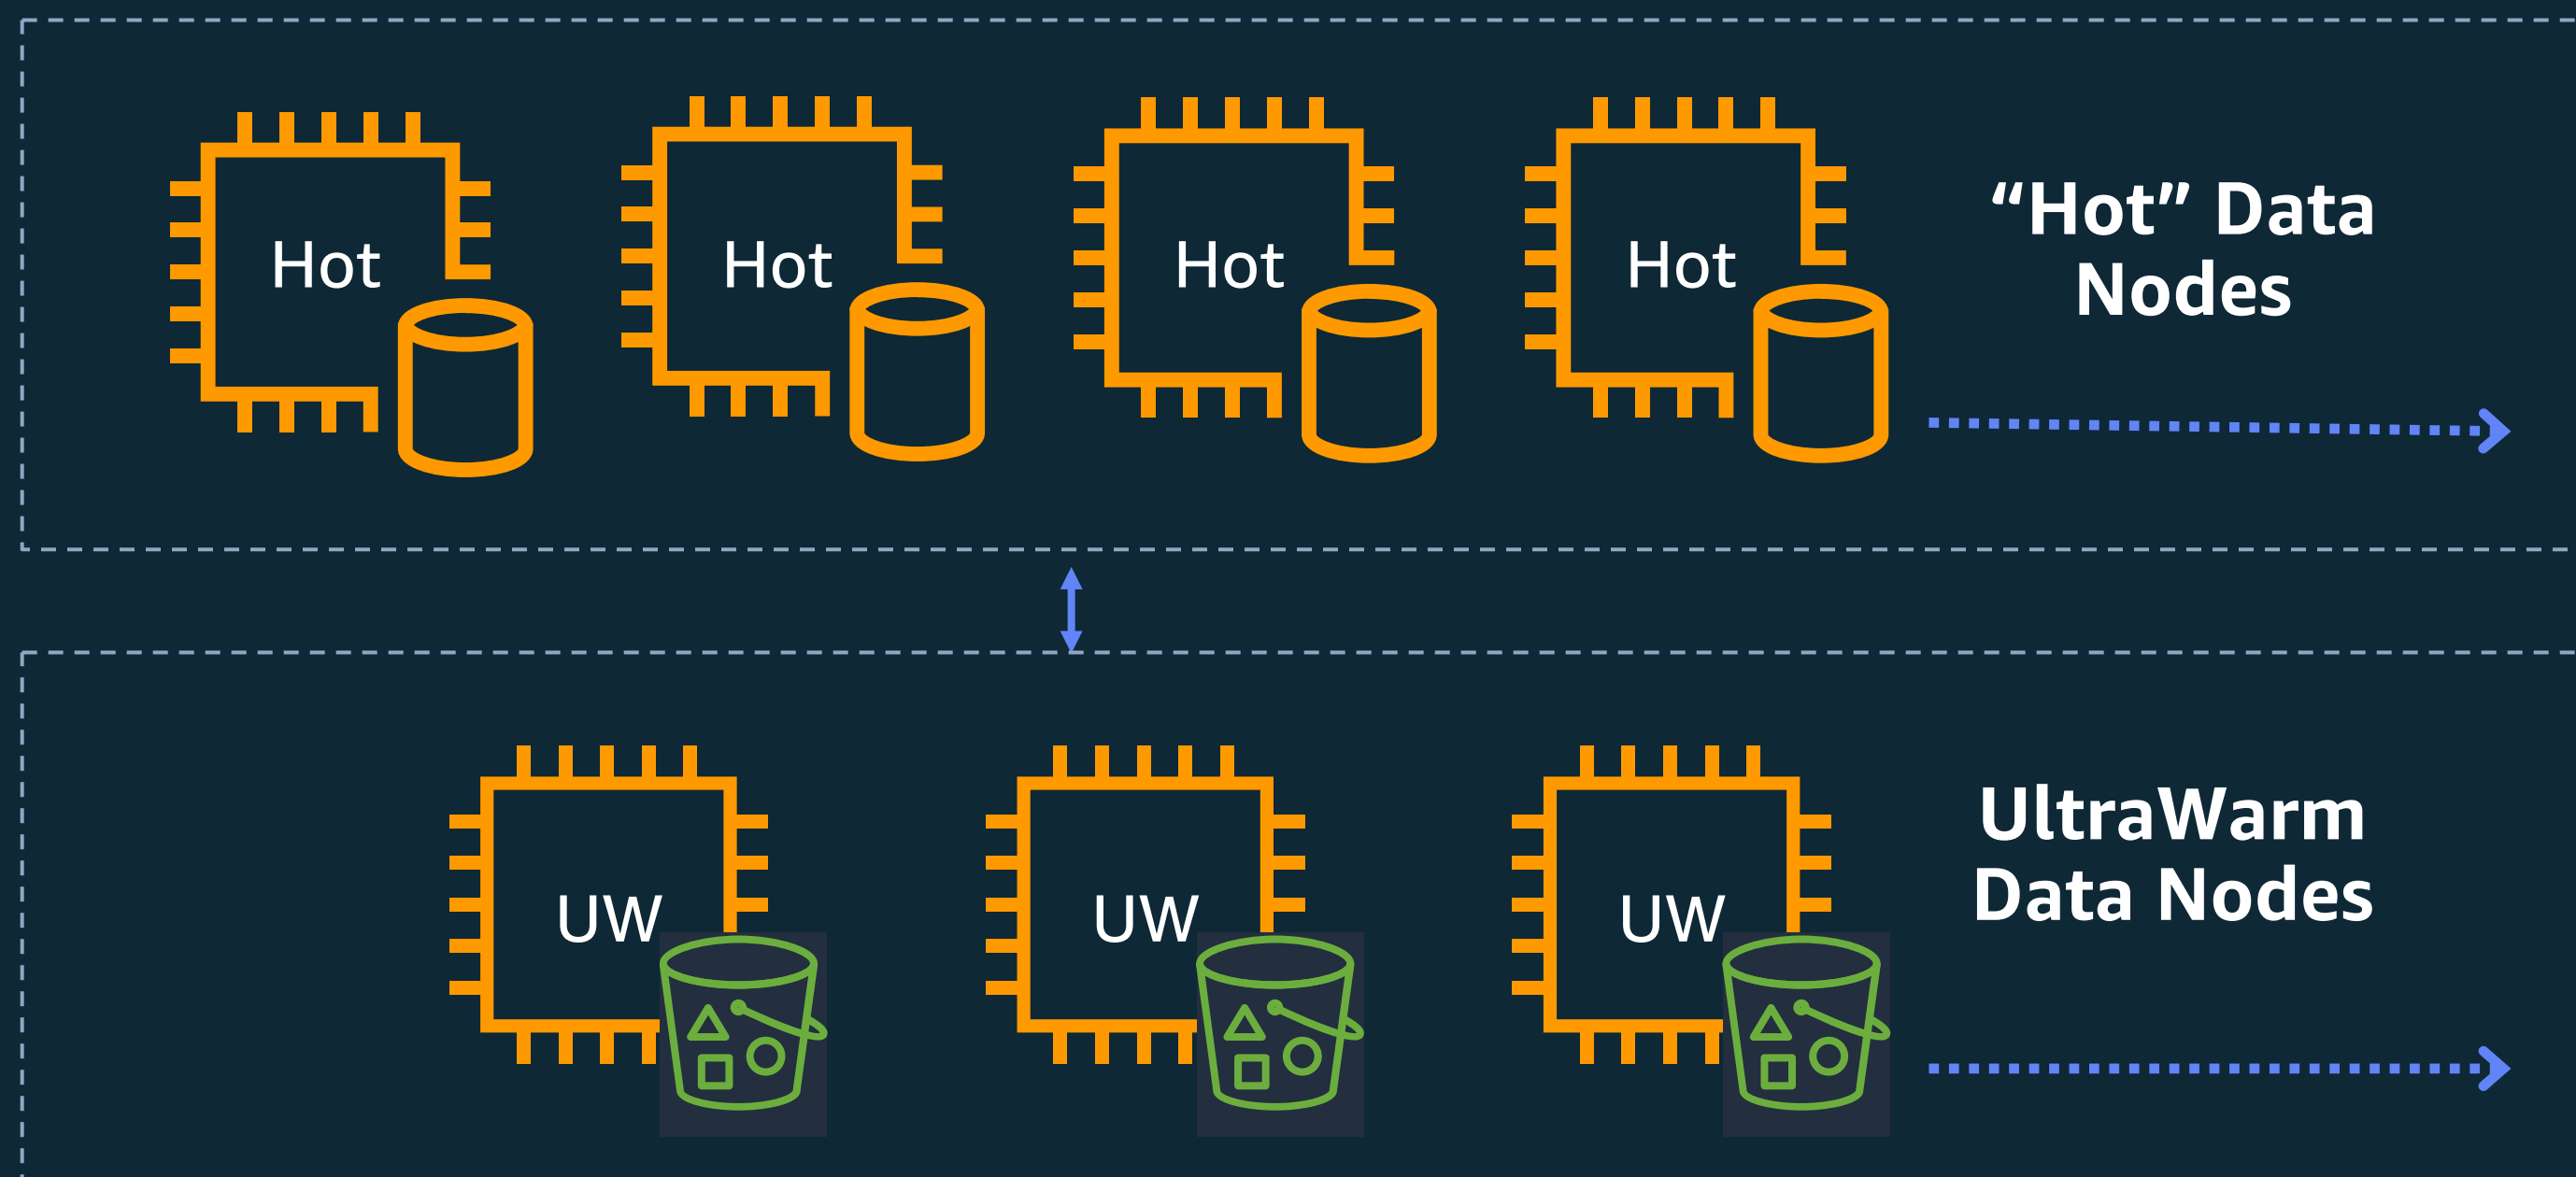 Hot
Hot
Hot
Hot
“Hot” Data
Nodes
UW
UW
UW
UltraWarm
Data Nodes